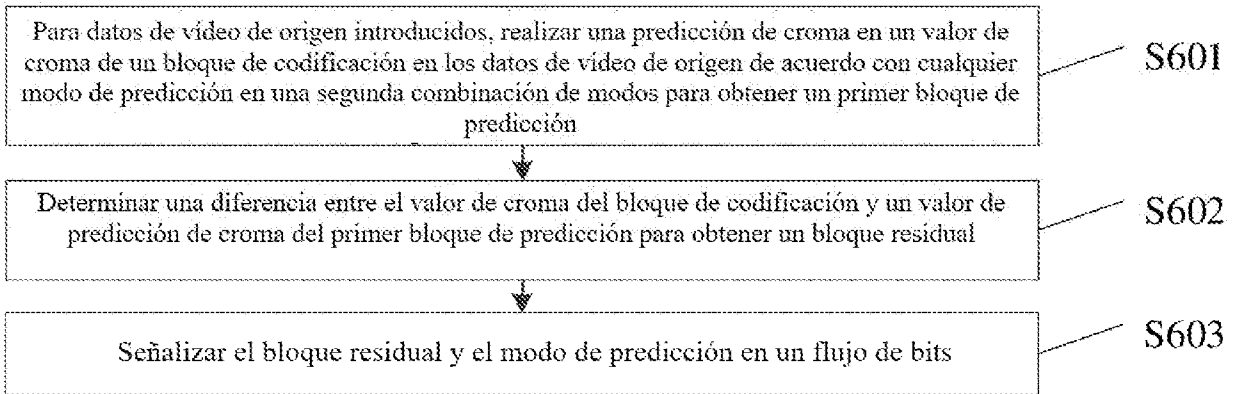 Para datos de vídeo de origen introducidos, realizar una predicción de croma en un valor de
croma de un bloque de codificación en los datos de vídeo de origen de acuerdo con cualquier
modo de predicción en una segunda combinación de modos para obtener un primer bloque de
predicción
S601
Determinar una diferencia entre el valor de croma del bloque de codificación y un valor de
predicción de croma del primer bloque de predicción para obtener un bloque residual
S602
Señalizar el bloque residual y el modo de predicción en un flujo de bits
S603